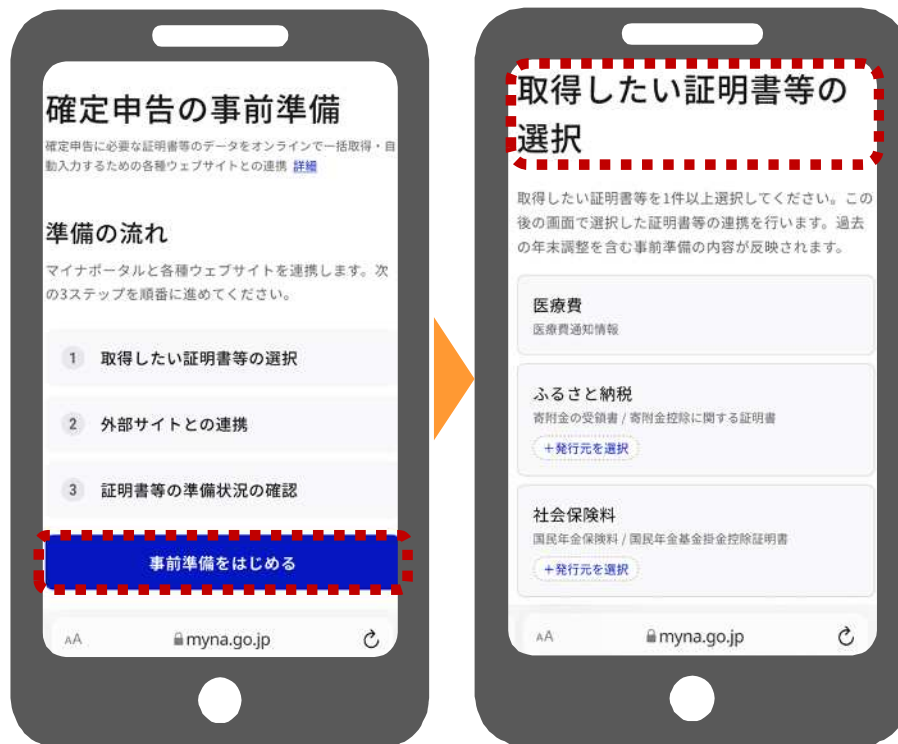 確定申告の事前準備
確定申告に必要な証明書等のデータをオンラインで一括取得・自
動入力するための各種ウェブサイトとの連携 詳細
準備の流れ
マイナポータルと各種ウェブサイトを連携します。次
の3ステップを順番に進めてください。
1 取得したい証明書等の選択
2 外部サイトとの連携
3 証明書等の準備状況の確認
事前準備をはじめる
AA myna.go.jp
取得したい証明書等の
選択
取得したい証明書等を1件以上選択してください。この
後の画面で選択した証明書等の連携を行います。過去
の年末調整を含む事前準備の内容が反映されます。
医療費
医療費通知情報
ふるさと納税
寄附金の受領書 / 寄附金控除に関する証明書
+発行元を選択
社会保険料
国民年金保険料 / 国民年金基金掛金控除証明書
+発行元を選択
AA myna.go.jp